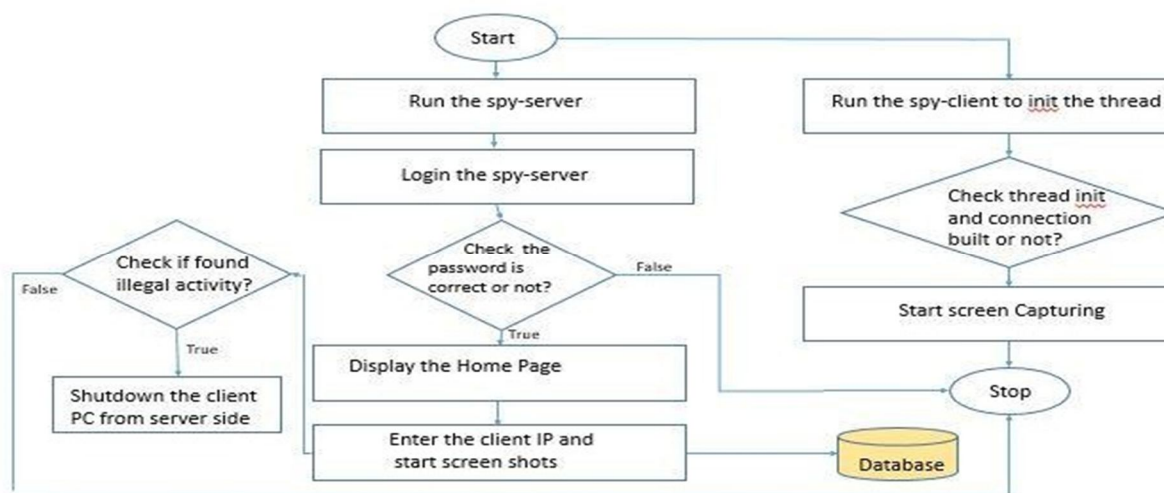 Start
Run the spy-server
Run the spy-client to init the thread
Login the spy-server
Check thread init
and connection
built or not?
Check the
password is
correct or not?
False
Check if found
illegal activity?
False
True
True
Start screen Capturing
Display the Home Page
Shutdown the client
PC from server side
Stop
Enter the client IP and
start screen shots
Database